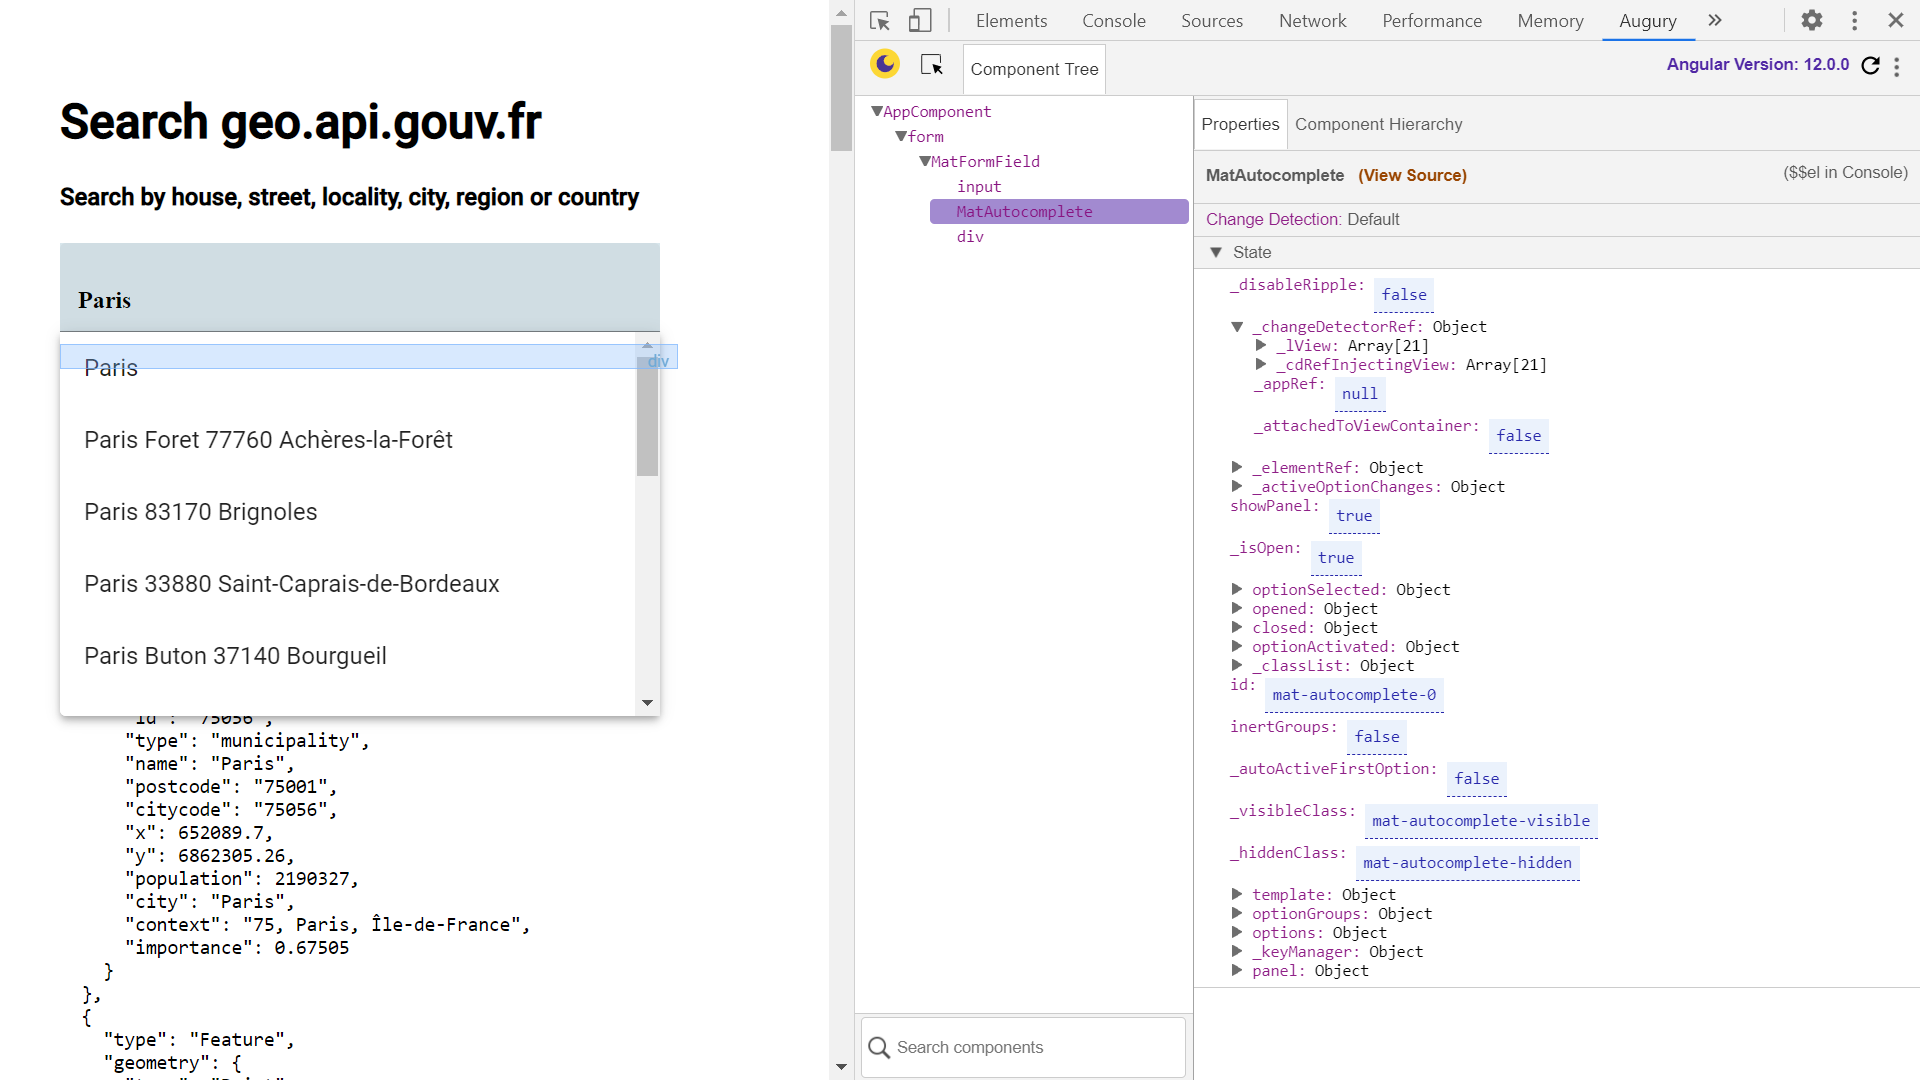 Search geo.api.gouv.fr
Search by house, street, locality, city, region or country
Paris
Paris
div
Paris Foret 77760 Achères-la-Forêt
Paris 83170 Brignoles
Paris 33880 Saint-Caprais-de-Bordeaux
Paris Buton 37140 Bourgueil
"id": "75056",
"type": "municipality",
"name": "Paris",
"postcode": "75001",
"citycode": "75056",
"x": 652089.7,
"y": 6862305.26,
"population": 2190327,
"city": "Paris",
"context": "75, Paris, Île-de-France",
"importance": 0.67505
}
},
{
"type": "Feature",
"geometry": {
Elements Console Sources Network Performance Memory Augury
Component Tree
Angular Version: 12.0.0
AppComponent
form
MatFormField
input
MatAutocomplete
div
Search components
Properties Component Hierarchy
MatAutocomplete (View Source) ($$el in Console)
Change Detection: Default
State
_disableRipple: false
_changeDetectorRef: Object
_lView: Array[21]
_cdRefInjectingView: Array[21]
_appRef: null
_attachedToViewContainer: false
_elementRef: Object
_activeOptionChanges: Object
showPanel: true
_isOpen: true
optionSelected: Object
opened: Object
closed: Object
optionActivated: Object
_classList: Object
id: mat-autocomplete-0
inertGroups: false
_autoActiveFirstOption: false
_visibleClass: mat-autocomplete-visible
_hiddenClass: mat-autocomplete-hidden
template: Object
optionGroups: Object
options: Object
_keyManager: Object
panel: Object